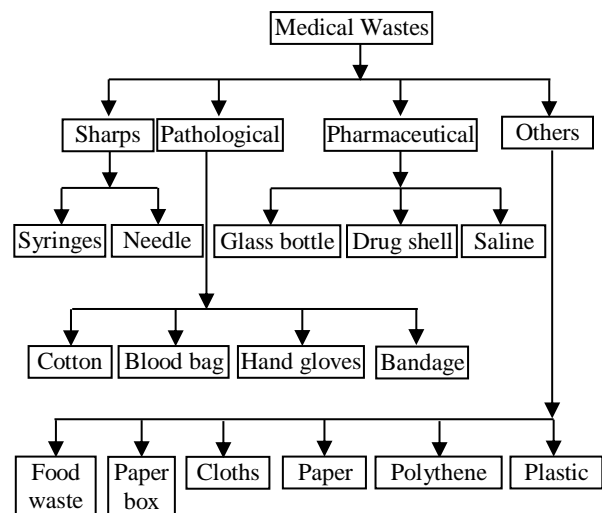 Medical Wastes
Sharps
Pathological
Pharmaceutical
Others
Syringes
Needle
Glass bottle
Drug shell
Saline
Cotton
Blood bag
Hand gloves
Bandage
Food
waste
Paper
box
Cloths
Paper
Polythene
Plastic